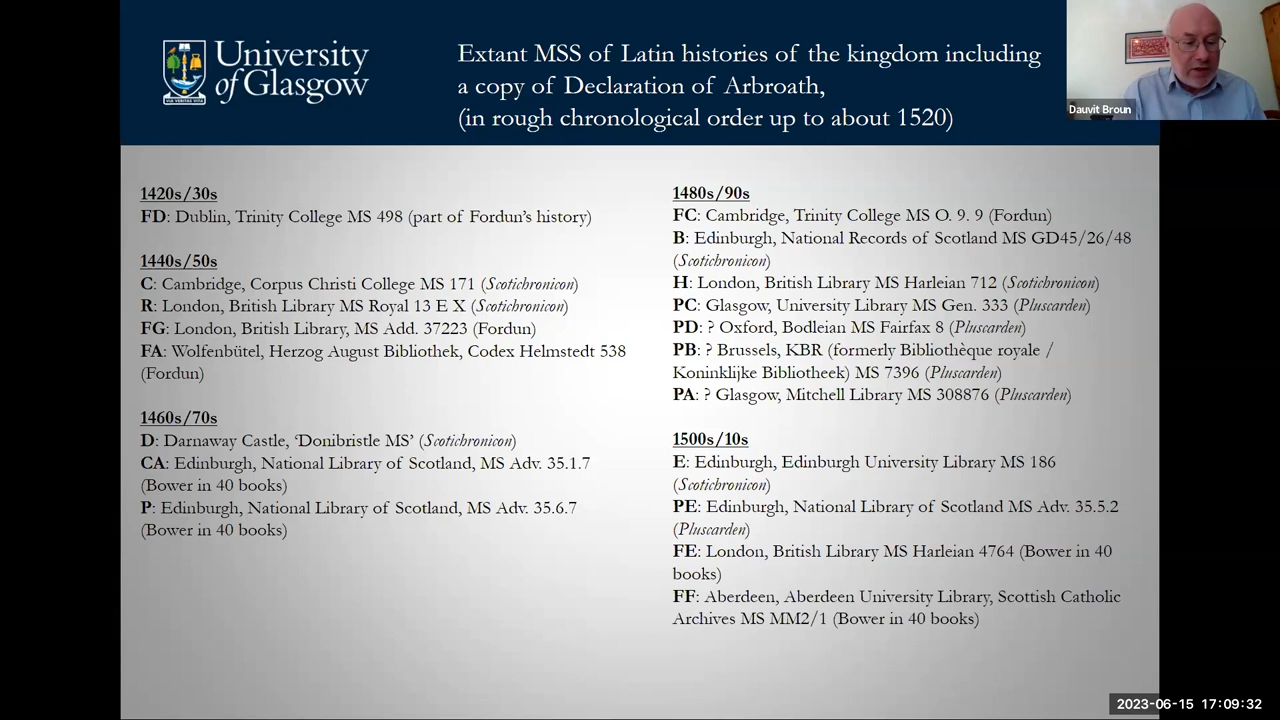 University
of Glasgow
VIA VERITAS VITA
Extant MSS of Latin histories of the kingdom including
a copy of Declaration of Arbroath,
(in rough chronological order up to about 1520)
Dauvit Broun
1420s/30s
FD: Dublin, Trinity College MS 498 (part of Fordun’s history)
1440s/50s
C: Cambridge, Corpus Christi College MS 171 (Scotichronicon)
R: London, British Library MS Royal 13 E X (Scotichronicon)
FG: London, British Library, MS Add. 37223 (Fordun)
FA: Wolfenbütel, Herzog August Bibliothek, Codex Helmstedt 538
(Fordun)
1460s/70s
D: Darnaway Castle, ‘Donibristle MS’ (Scotichronicon)
CA: Edinburgh, National Library of Scotland, MS Adv. 35.1.7
(Bower in 40 books)
P: Edinburgh, National Library of Scotland, MS Adv. 35.6.7
(Bower in 40 books)
1480s/90s
FC: Cambridge, Trinity College MS O. 9. 9 (Fordun)
B: Edinburgh, National Records of Scotland MS GD45/26/48
(Scotichronicon)
H: London, British Library MS Harleian 712 (Scotichronicon)
PC: Glasgow, University Library MS Gen. 333 (Pluscarden)
PD: ? Oxford, Bodleian MS Fairfax 8 (Pluscarden)
PB: ? Brussels, KBR (formerly Bibliothèque royale /
Koninklijke Bibliotheek) MS 7396 (Pluscarden)
PA: ? Glasgow, Mitchell Library MS 308876 (Pluscarden)
1500s/10s
E: Edinburgh, Edinburgh University Library MS 186
(Scotichronicon)
PE: Edinburgh, National Library of Scotland MS Adv. 35.5.2
(Pluscarden)
FE: London, British Library MS Harleian 4764 (Bower in 40
books)
FF: Aberdeen, Aberdeen University Library, Scottish Catholic
Archives MS MM2/1 (Bower in 40 books)
2023-06-15 17:09:32